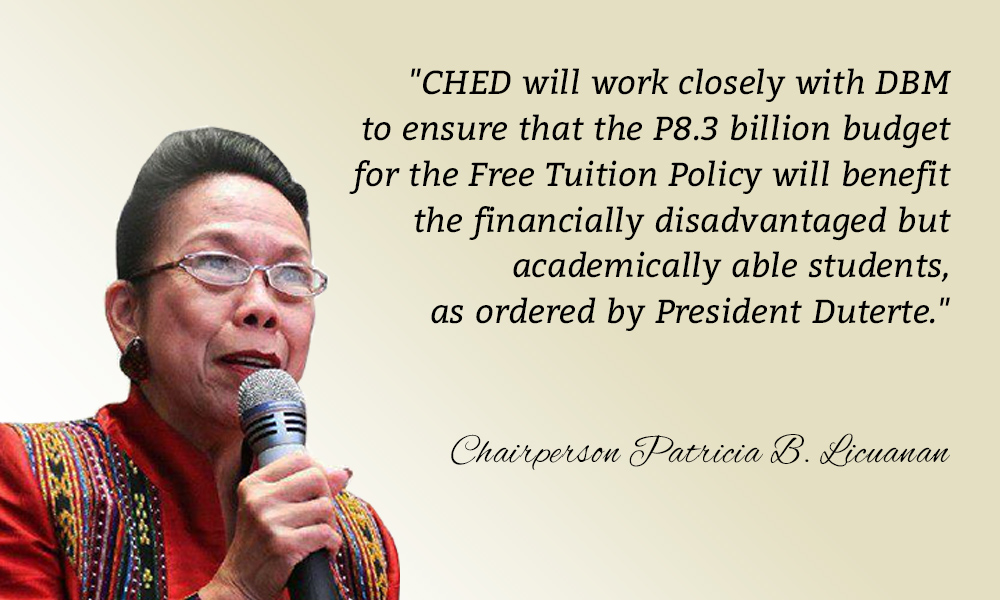 "CHED will work closely with DBM
to ensure that the P8.3 billion budget
for the Free Tuition Policy will benefit
the financially disadvantaged but
academically able students,
as ordered by President Duterte."
Chairperson Patricia B. Licuanan